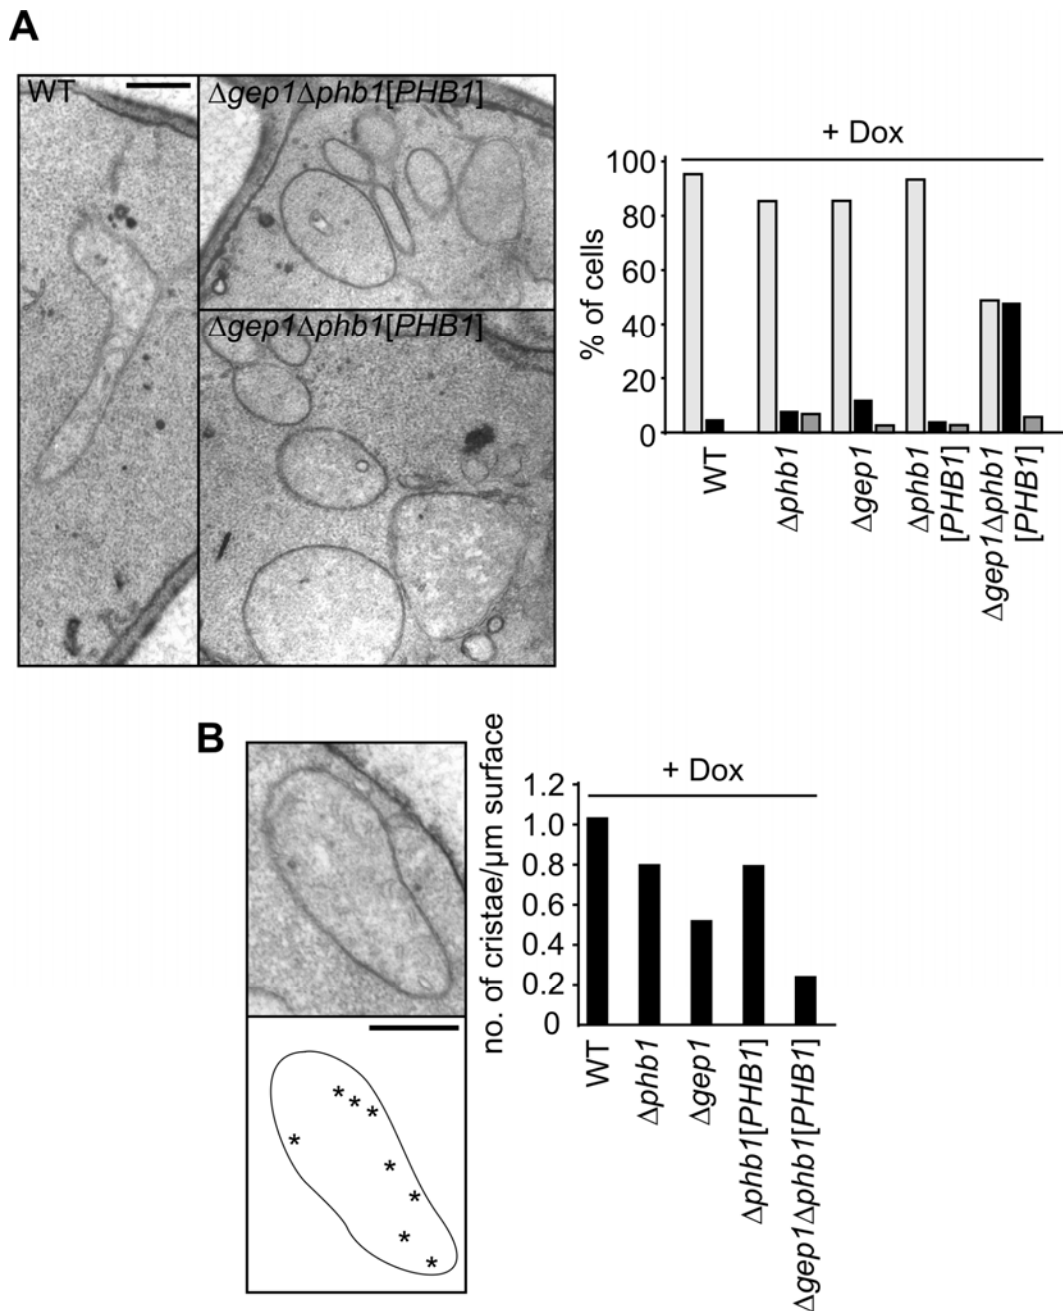 A
WT
Δgep1Δphb1[PHB1]
Δgep1Δphb1[PHB1]
+ Dox
% of cells
100
80
60
40
20
0
WT
Δphb1
Δgep1
Δphb1
[PHB1]
Δgep1Δphb1
[PHB1]
B
* * * * * * * *
+ Dox
no. of cristae/μm surface
1.2
1.0
0.8
0.6
0.4
0.2
0
WT
Δphb1
Δgep1
Δphb1[PHB1]
Δgep1Δphb1[PHB1]